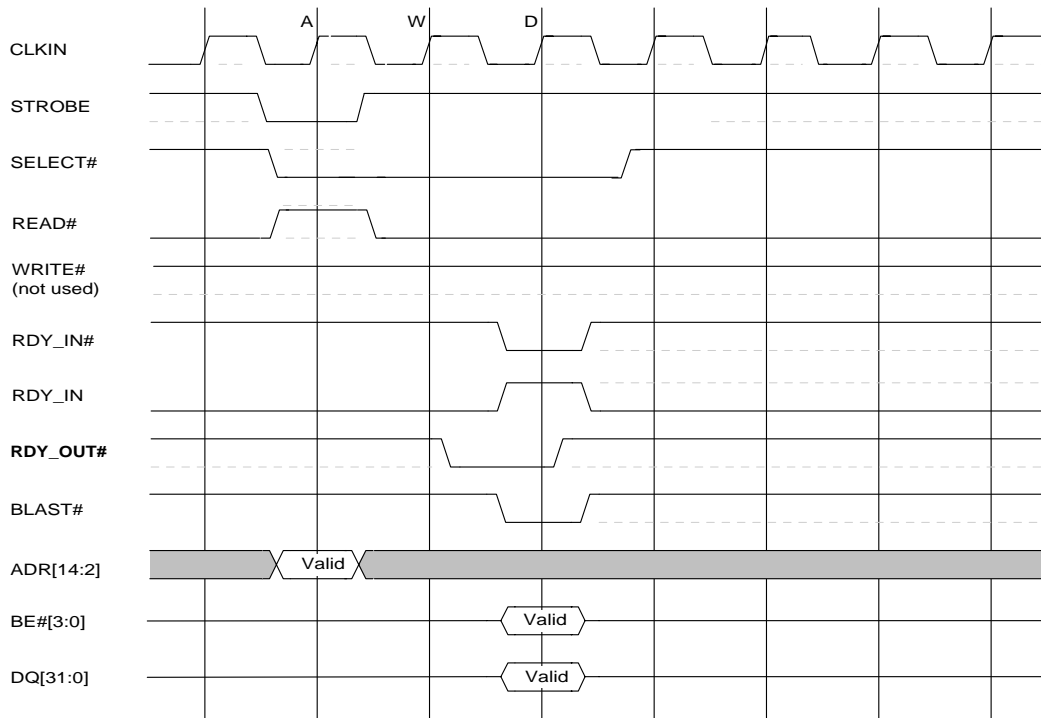 A W D
CLKIN
STROBE
SELECT#
READ#
WRITE#
(not used)
RDY_IN#
RDY_IN
RDY_OUT#
BLAST#
ADR[14:2] Valid
BE#[3:0] Valid
DQ[31:0] Valid